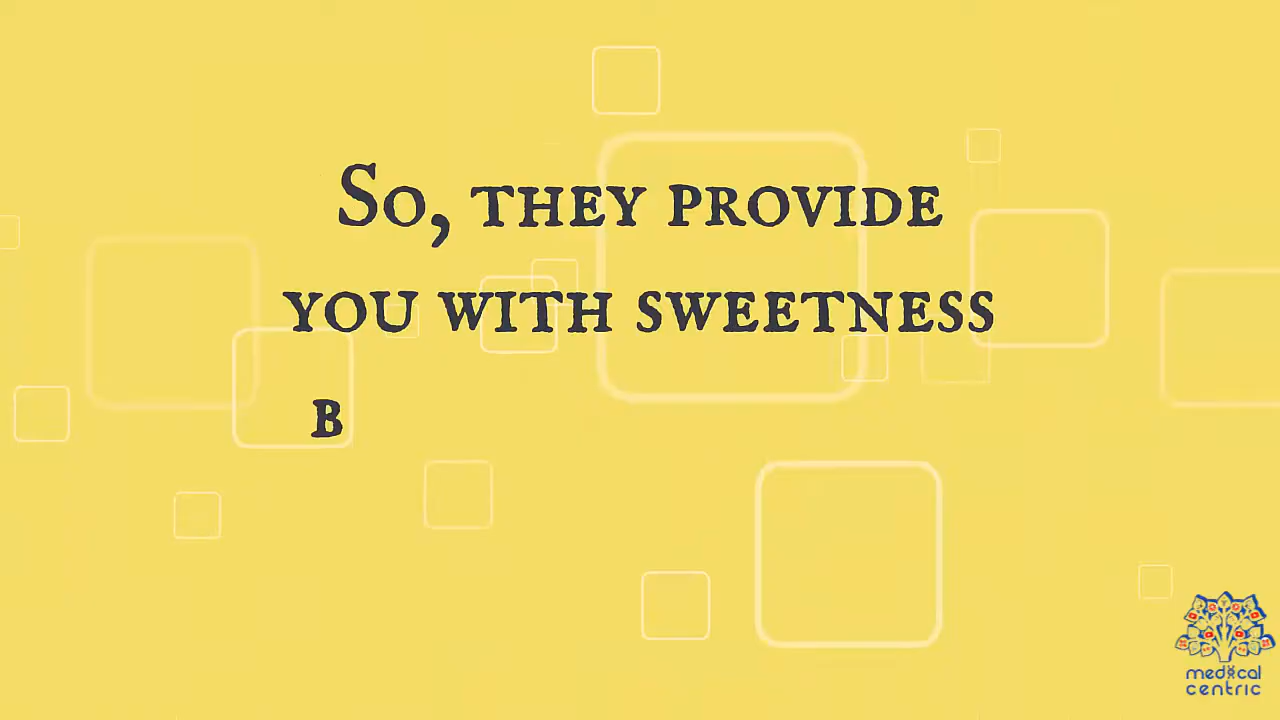 So, they provide
you with sweetness
b
medical
centric